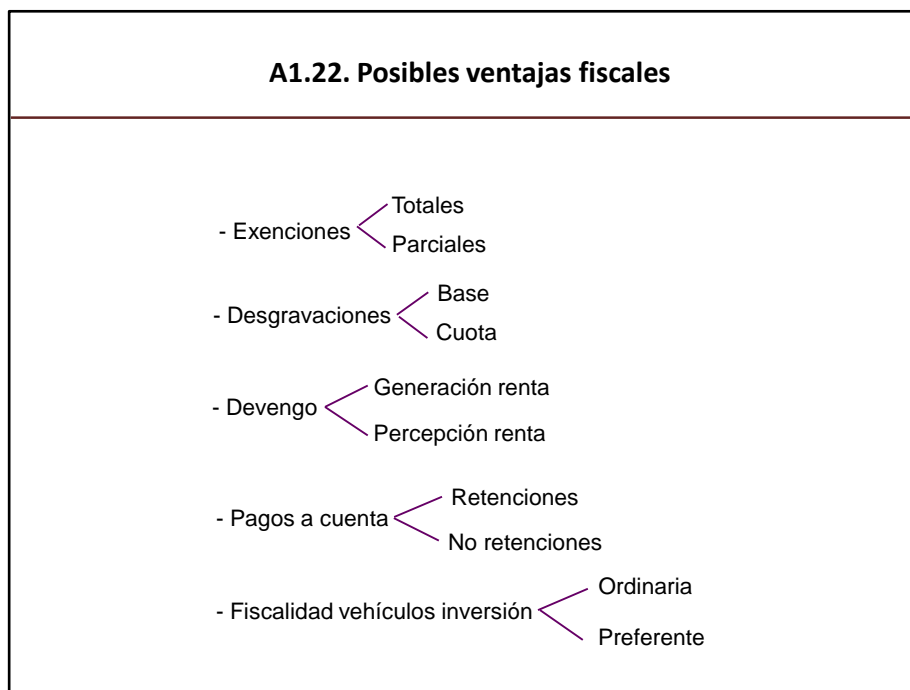 A1.22. Posibles ventajas fiscales
Totales
- Exenciones
Parciales
Base
- Desgravaciones
Cuota
Generación renta
- Devengo
Percepción renta
Retenciones
- Pagos a cuenta
No retenciones
Ordinaria
- Fiscalidad vehículos inversión
Preferente